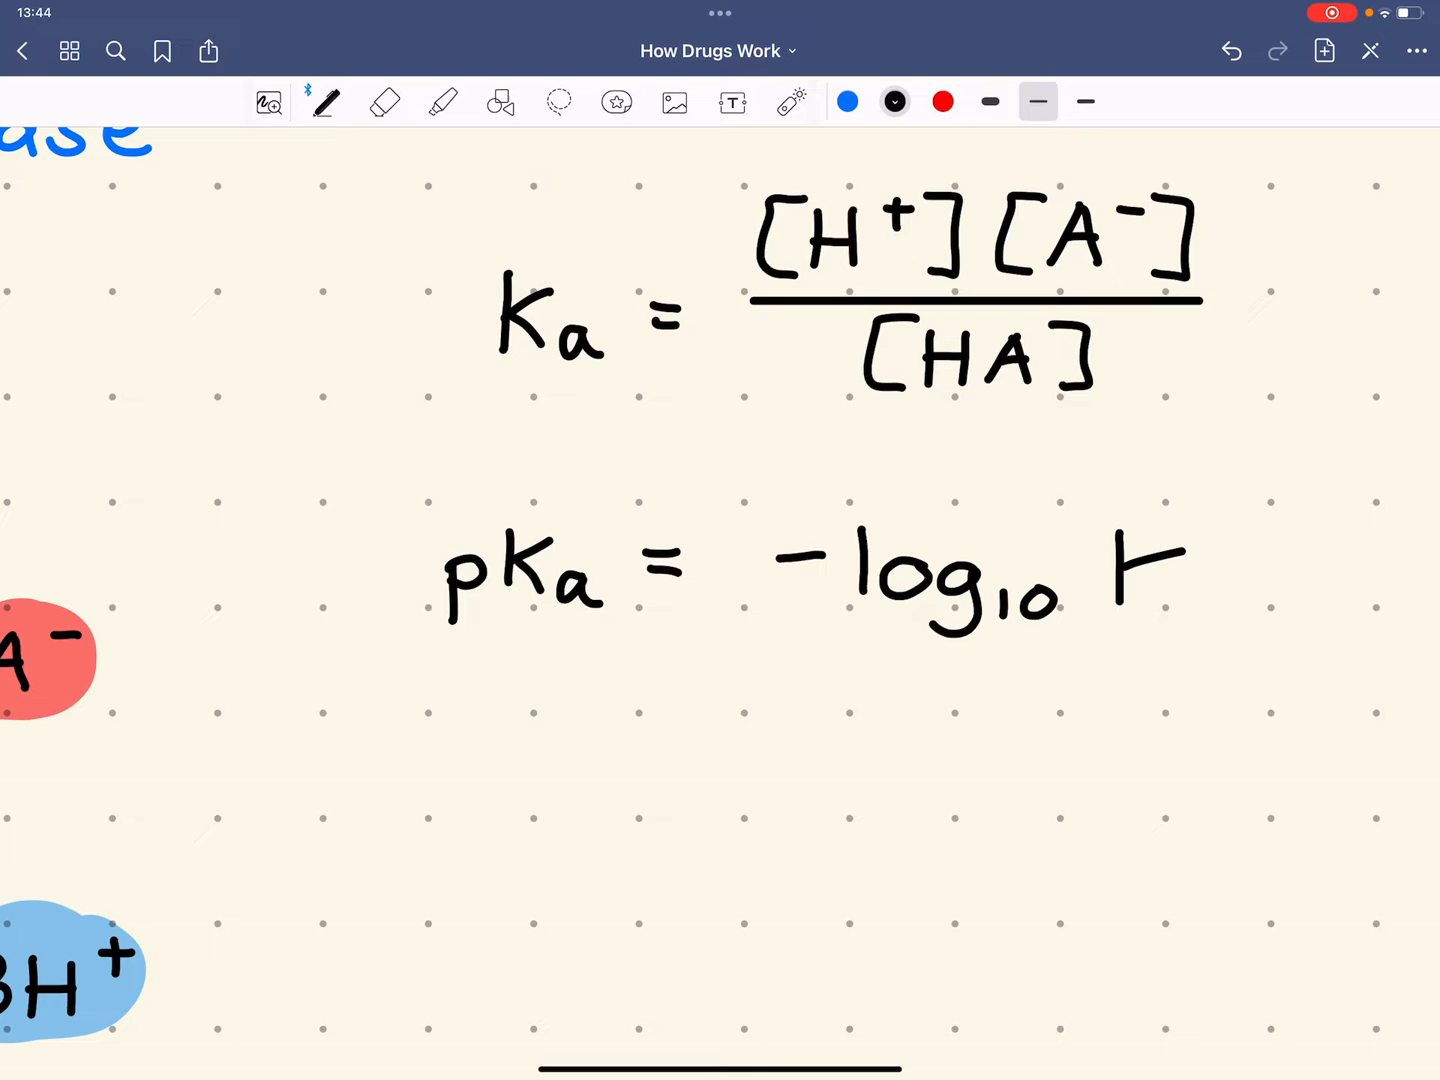 13:44
How Drugs Work
T
ase
Ka = [H+][A-] / [HA]
pKa = -log10
A-
BH+